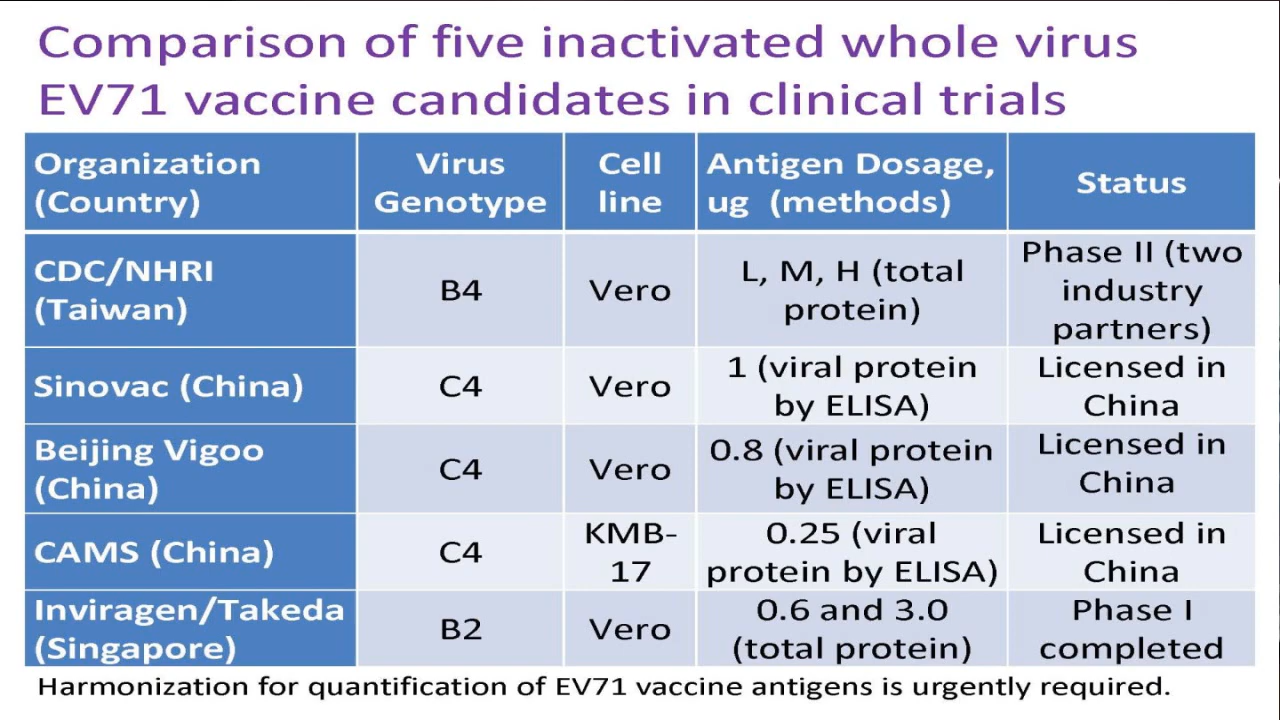 Comparison of five inactivated whole virus
EV71 vaccine candidates in clinical trials
Organization
(Country)
Virus
Genotype
Cell
line
Antigen Dosage,
ug (methods)
Status
CDC/NHRI
(Taiwan)
B4
Vero
L, M, H (total
protein)
Phase II (two
industry
partners)
Sinovac (China)
C4
Vero
1 (viral protein
by ELISA)
Licensed in
China
Beijing Vigoo
(China)
C4
Vero
0.8 (viral protein
by ELISA)
Licensed in
China
CAMS (China)
C4
KMB-
17
0.25 (viral
protein by ELISA)
Licensed in
China
Inviragen/Takeda
(Singapore)
B2
Vero
0.6 and 3.0
(total protein)
Phase I
completed
Harmonization for quantification of EV71 vaccine antigens is urgently required.